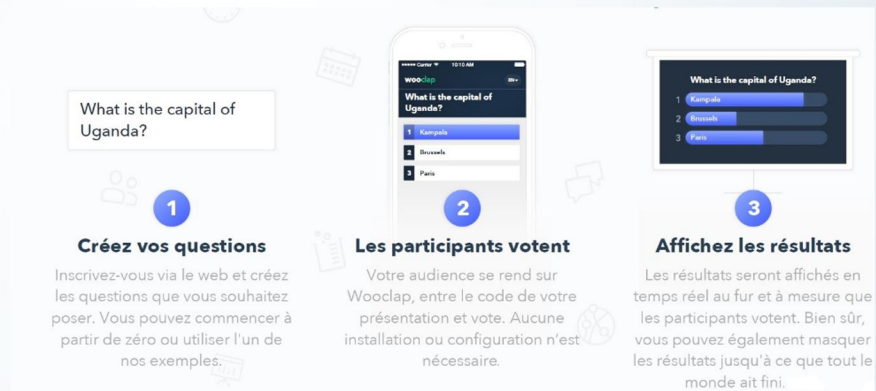 What is the capital of
Uganda?
1
Créez vos questions
Inscrivez-vous via le web et créez
les questions que vous souhaitez
poser. Vous pouvez commencer à
partir de zéro ou utiliser l'un de
nos exemples.
Carrier
10:10 AM
wooclap
EN
What is the capital of
Uganda?
1 Kampala
2 Brussels
3 Paris
2
Les participants votent
Votre audience se rend sur
Wooclap, entre le code de votre
présentation et vote. Aucune
installation ou configuration n'est
nécessaire.
What is the capital of Uganda?
1 Kampala
2 Brussels
3 Paris
3
Affichez les résultats
Les résultats seront affichés en
temps réel au fur et à mesure que
les participants votent. Bien sûr,
vous pouvez également masquer
les résultats jusqu'à ce que tout le
monde ait fini.